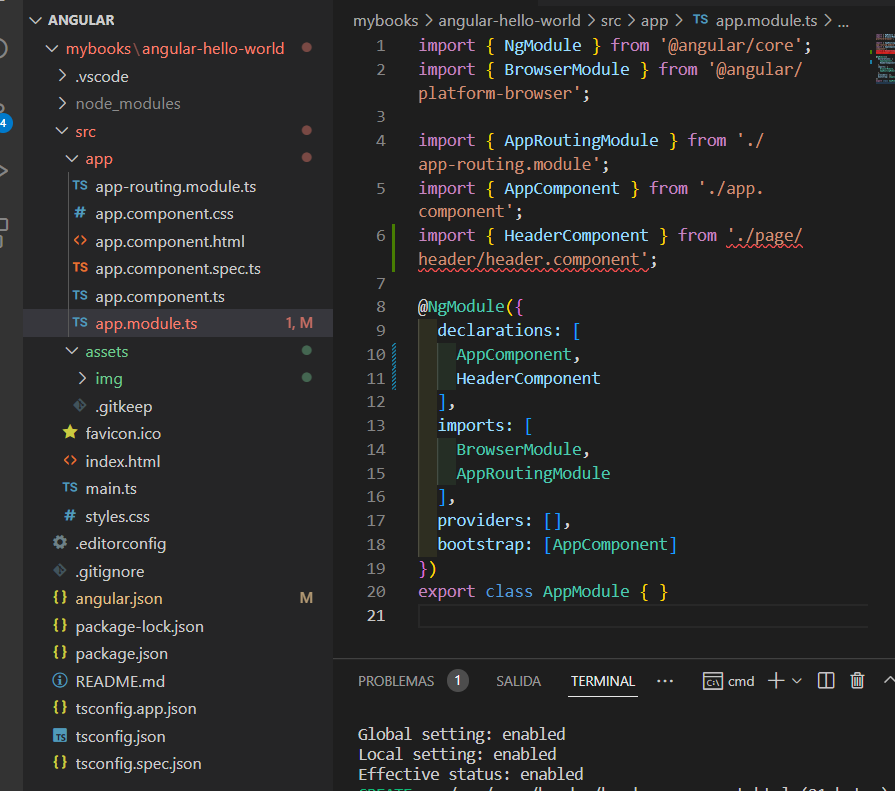 ANGULAR
mybooks\angular-hello-world
.vscode
node_modules
src
app
TS app-routing.module.ts
# app.component.css
<> app.component.html
TS app.component.spec.ts
TS app.component.ts
TS app.module.ts 1, M
assets
img
.gitkeep
favicon.ico
<> index.html
TS main.ts
# styles.css
.editorconfig
.gitignore
{} angular.json M
{} package-lock.json
{} package.json
README.md
{} tsconfig.app.json
TS tsconfig.json
{} tsconfig.spec.json
4
mybooks > angular-hello-world > src > app > TS app.module.ts > ...
1 import { NgModule } from '@angular/core';
2 import { BrowserModule } from '@angular/
platform-browser';
3
4 import { AppRoutingModule } from './
app-routing.module';
5 import { AppComponent } from './app.
component';
6 import { HeaderComponent } from './page/
header/header.component';
7
8 @NgModule({
9 declarations: [
10 AppComponent,
11 HeaderComponent
12 ],
13 imports: [
14 BrowserModule,
15 AppRoutingModule
16 ],
17 providers: [],
18 bootstrap: [AppComponent]
19 })
20 export class AppModule { }
21
PROBLEMAS 1 SALIDA TERMINAL ... cmd
Global setting: enabled
Local setting: enabled
Effective status: enabled